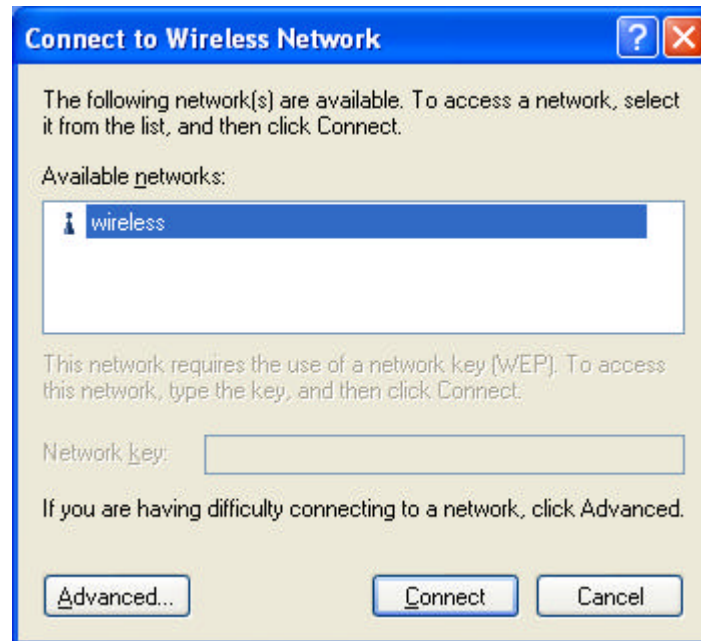 Connect to Wireless Network
The following network(s) are available. To access a network, select
it from the list, and then click Connect.
Available networks:
wireless
This network requires the use of a network key (WEP). To access
this network, type the key, and then click Connect.
Network key:
If you are having difficulty connecting to a network, click Advanced.
Advanced... Connect Cancel